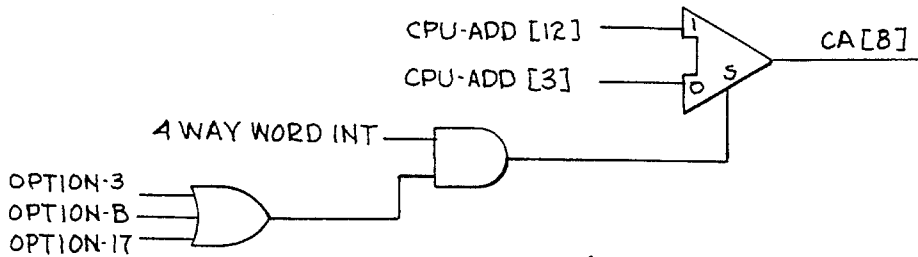 CPU-ADD [12]
1
CA[8]
CPU-ADD [3]
0 S
4 WAY WORD INT
OPTION-3
OPTION-B
OPTION-17